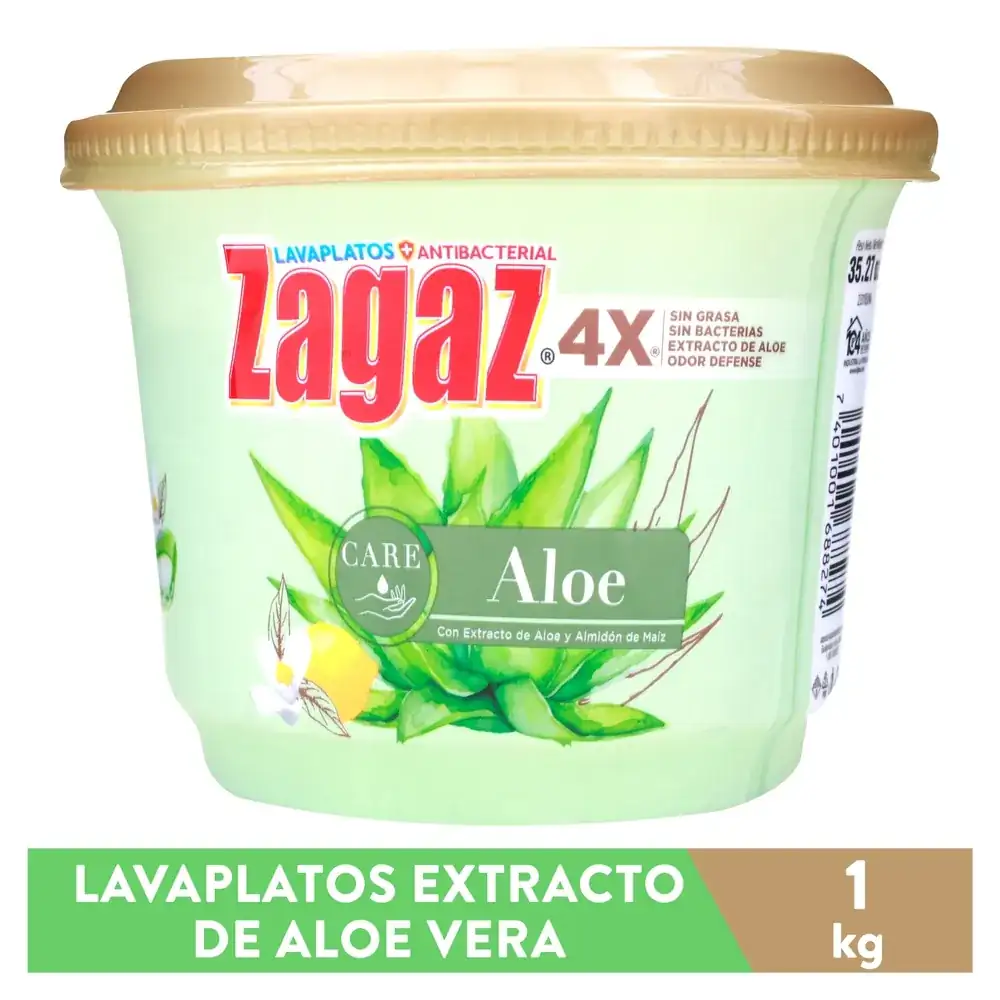 LAVAPLATOS ANTIBACTERIAL
Zagaz®
4X®
SIN GRASA
SIN BACTERIAS
EXTRACTO DE ALOE
ODOR DEFENSE
CARE
Aloe
Con Extracto de Aloe y Almidón de Maíz
35.27
7401001688274
LAVAPLATOS EXTRACTO
DE ALOE VERA
1
kg